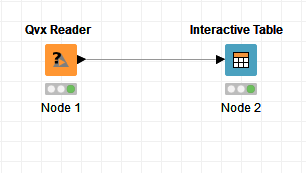 Qvx Reader
Interactive Table
?
Node 1
Node 2